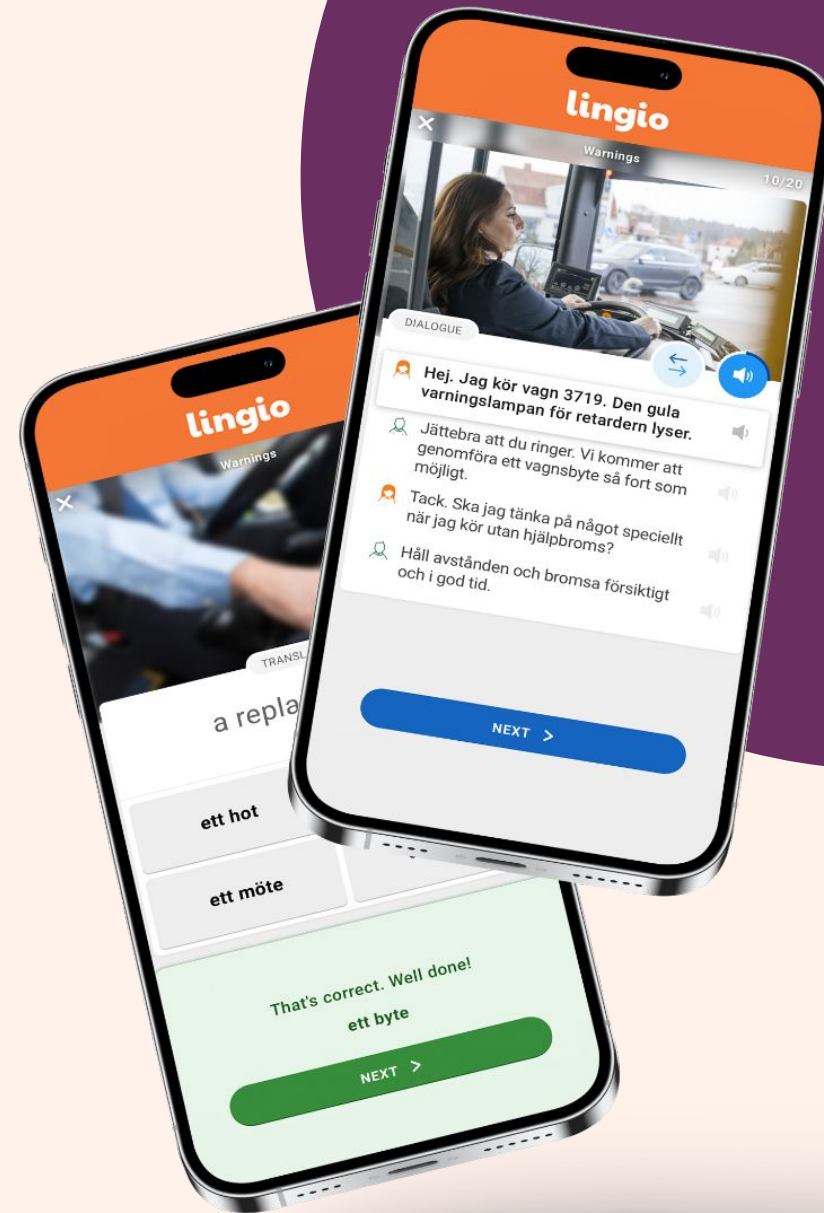 lingio
Warnings
10/20
DIALOGUE
Hej. Jag kör vagn 3719. Den gula
varningslampan för retardern lyser.
Jättebra att du ringer. Vi kommer att
genomföra ett vagnsbyte så fort som
möjligt.
Tack. Ska jag tänka på något speciellt
när jag kör utan hjälpbroms?
Håll avstånden och bromsa försiktigt
och i god tid.
NEXT >
lingio
Warnings
a
ett hot
ett möte
That's correct. Well done!
ett byte
NEXT >